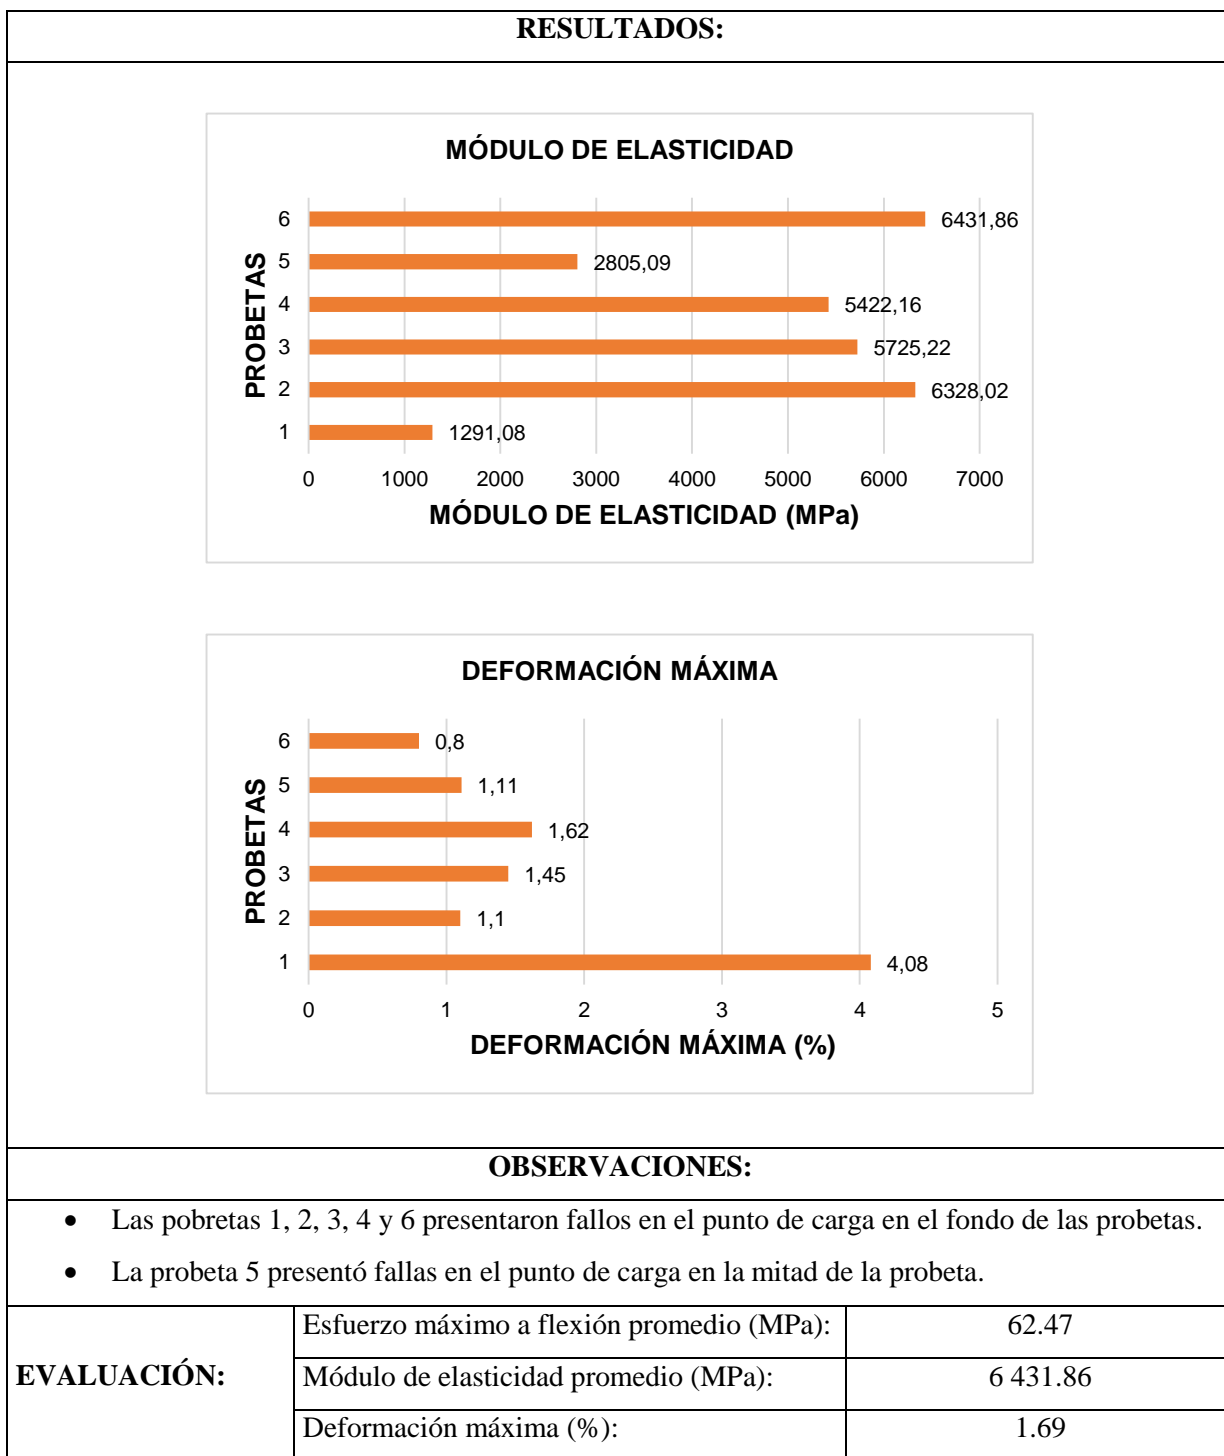 RESULTADOS:
MÓDULO DE ELASTICIDAD
PROBETAS
6
6431,86
5
2805,09
4
5422,16
3
5725,22
2
6328,02
1
1291,08
0 1000 2000 3000 4000 5000 6000 7000
MÓDULO DE ELASTICIDAD (MPa)
DEFORMACIÓN MÁXIMA
PROBETAS
6
0,8
5
1,11
4
1,62
3
1,45
2
1,1
1
4,08
0 1 2 3 4 5
DEFORMACIÓN MÁXIMA (%)
OBSERVACIONES:
• Las pobretas 1, 2, 3, 4 y 6 presentaron fallos en el punto de carga en el fondo de las probetas.
• La probeta 5 presentó fallas en el punto de carga en la mitad de la probeta.
EVALUACIÓN:
Esfuerzo máximo a flexión promedio (MPa): 62.47
Módulo de elasticidad promedio (MPa): 6 431.86
Deformación máxima (%): 1.69